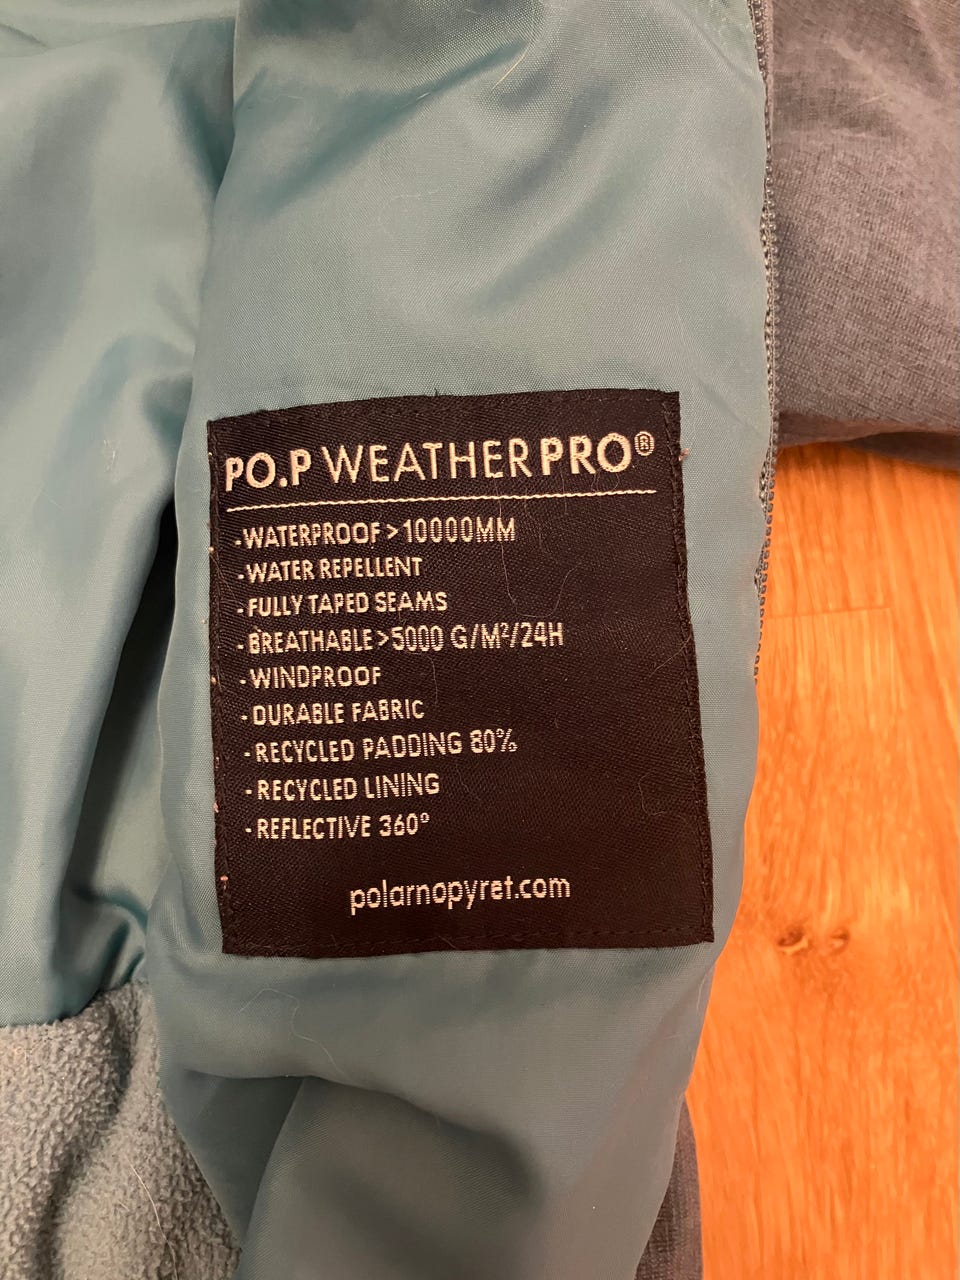 PO.P WEATHERPRO®
-WATERPROOF>10000MM
-WATER REPELLENT
-FULLY TAPED SEAMS
-BREATHABLE>5000 G/M²/24H
-WINDPROOF
-DURABLE FABRIC
-RECYCLED PADDING 80%
-RECYCLED LINING
-REFLECTIVE 360°
polarnopyret.com